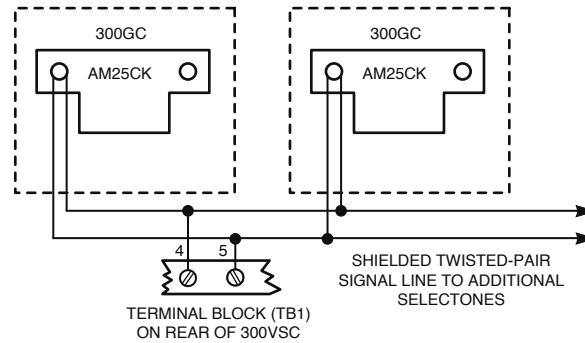 300GC
AM25CK
300GC
AM25CK
4
5
SHIELDED TWISTED-PAIR
SIGNAL LINE TO ADDITIONAL
SELECTONES
TERMINAL BLOCK (TB1)
ON REAR OF 300VSC